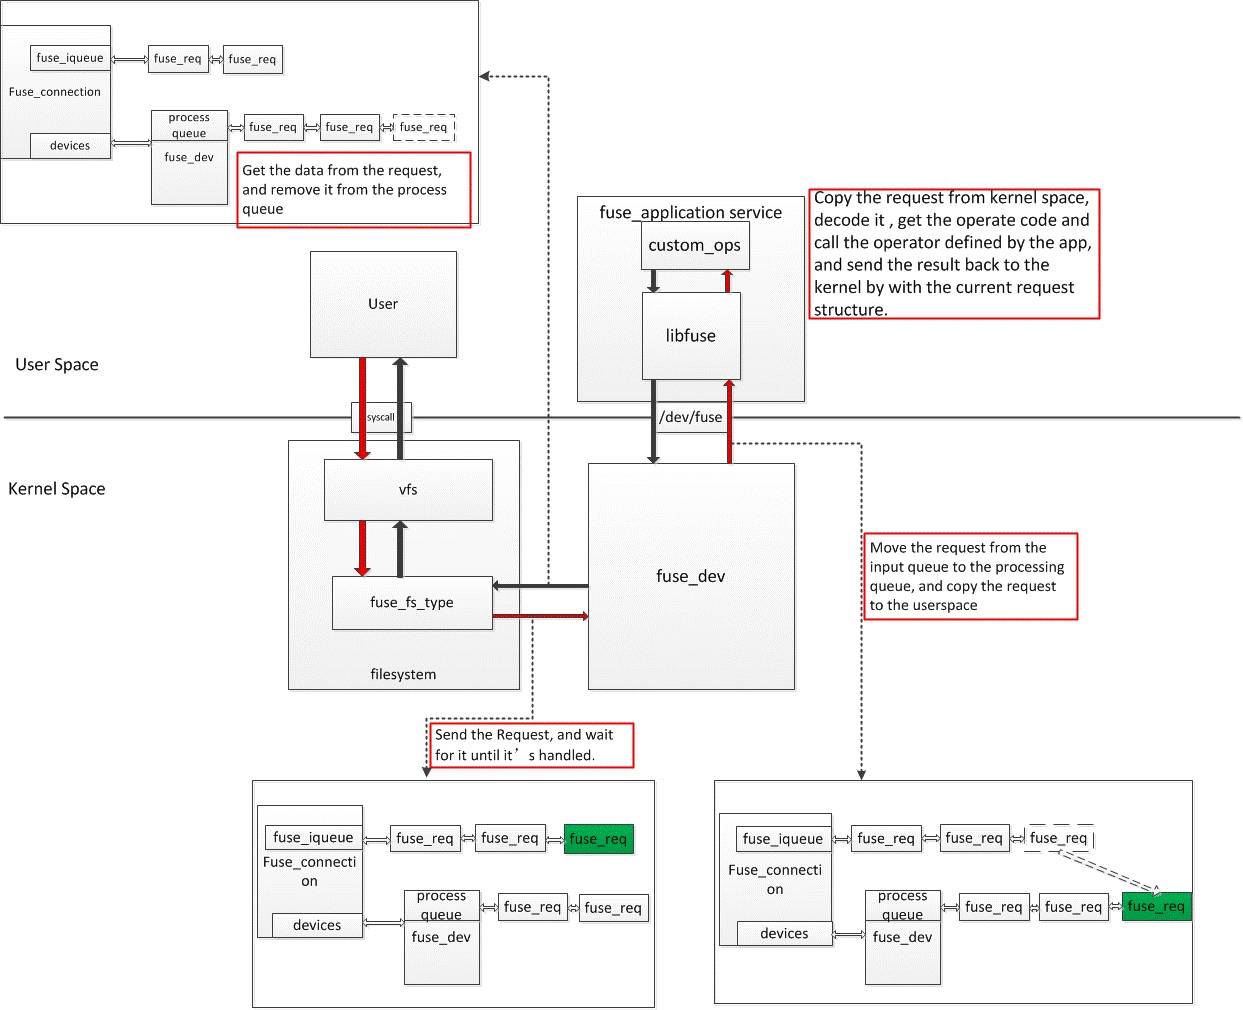 fuse_iqueue
fuse_req
fuse_req
Fuse_connection
devices
process
queue
fuse_dev
fuse_req
fuse_req
fuse_req
Get the data from the request,
and remove it from the process
queue
fuse_application service
custom_ops
libfuse
Copy the request from kernel space,
decode it , get the operate code and
call the operator defined by the app,
and send the result back to the
kernel by with the current request
structure.
User
User Space
syscall
/dev/fuse
Kernel Space
vfs
fuse_fs_type
filesystem
fuse_dev
Move the request from the
input queue to the processing
queue, and copy the request
to the userspace
Send the Request, and wait
for it until it’ s handled.
fuse_iqueue
fuse_req
fuse_req
fuse_req
Fuse_connecti
on
devices
process
queue
fuse_dev
fuse_req
fuse_req
fuse_iqueue
fuse_req
fuse_req
fuse_req
Fuse_connecti
on
devices
process
queue
fuse_dev
fuse_req
fuse_req
fuse_req